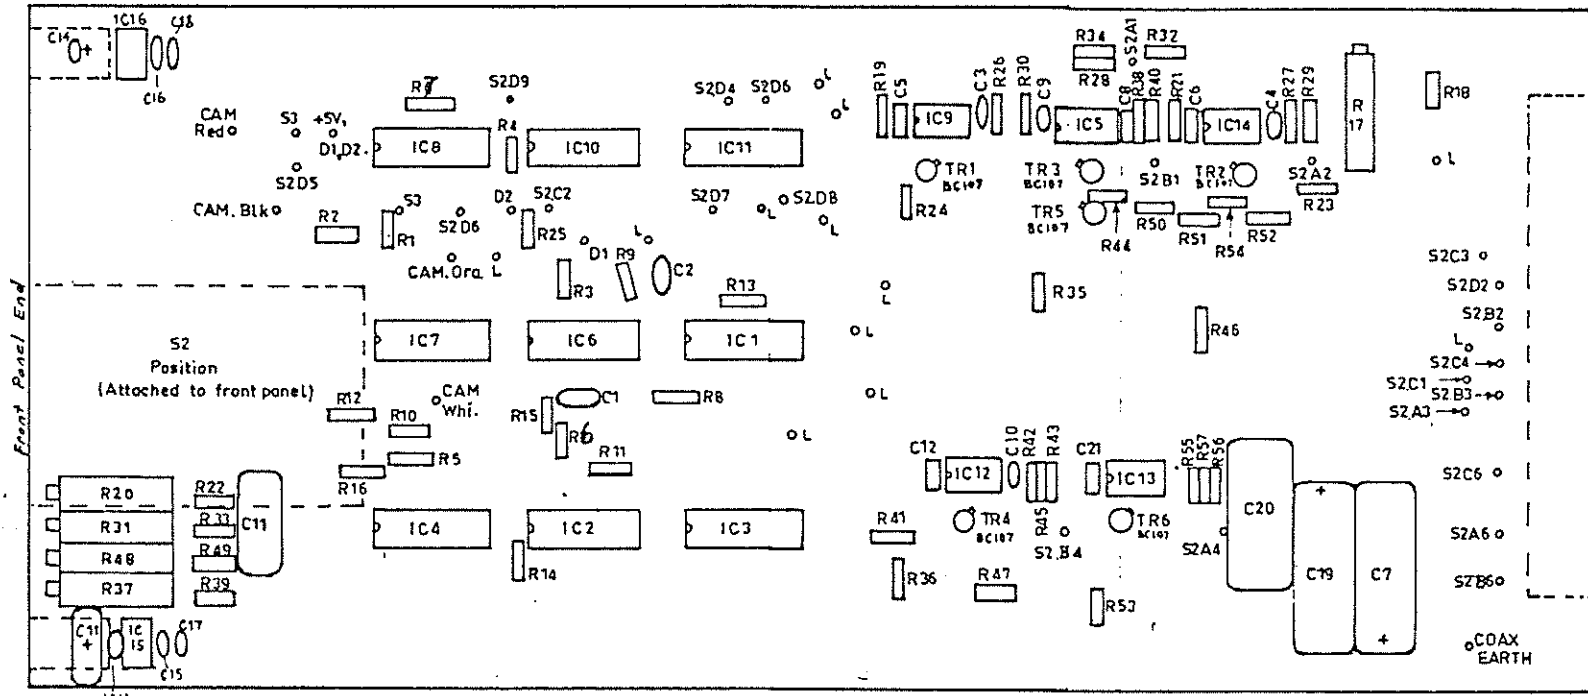 C14
+
IC16
C18
C16
CAM
Red
S3
+5V
D1,D2.
S2D5
CAM. Blk
R7
S2D9
R4
S2D4
S2D6
L
L
IC8
IC10
IC11
R2
R1
S3
S2D6
D2
S2C2
R25
D1
L
S2D7
L
S2D8
L
CAM.Ora
L
R3
R9
C2
R13
R19
C5
IC9
C3
R26
R30
C9
R34
R28
S2A1
R32
IC5
C8
R38
R40
R21
C6
IC14
C4
R27
R29
R
17
R18
L
TR1
BC107
R24
TR3
BC107
TR5
BC107
R44
S2B1
R50
R51
TR2
BC107
R54
R52
S2A2
R23
L
L
R35
R46
S2C3
S2D2
S2B2
L
S2C4
S2C1
S2B3
S2A3
S2C6
S2A6
S2B6
COAX
EARTH
Front Panel End
S2
Position
(Attached to front panel)
IC7
IC6
IC1
R12
R10
CAM
Whi.
R5
R16
R15
C1
R6
R11
R8
L
L
R20
R31
R48
R37
R22
R33
R49
R39
C11
IC4
IC2
IC3
R14
C12
IC12
C10
R42
R43
R45
C21
IC13
R55
R57
R56
R41
TR4
BC107
S2B4
TR6
BC107
S2A4
R36
R47
R53
C20
+
C19
C7
+
C11
+
IC
15
C15
C17